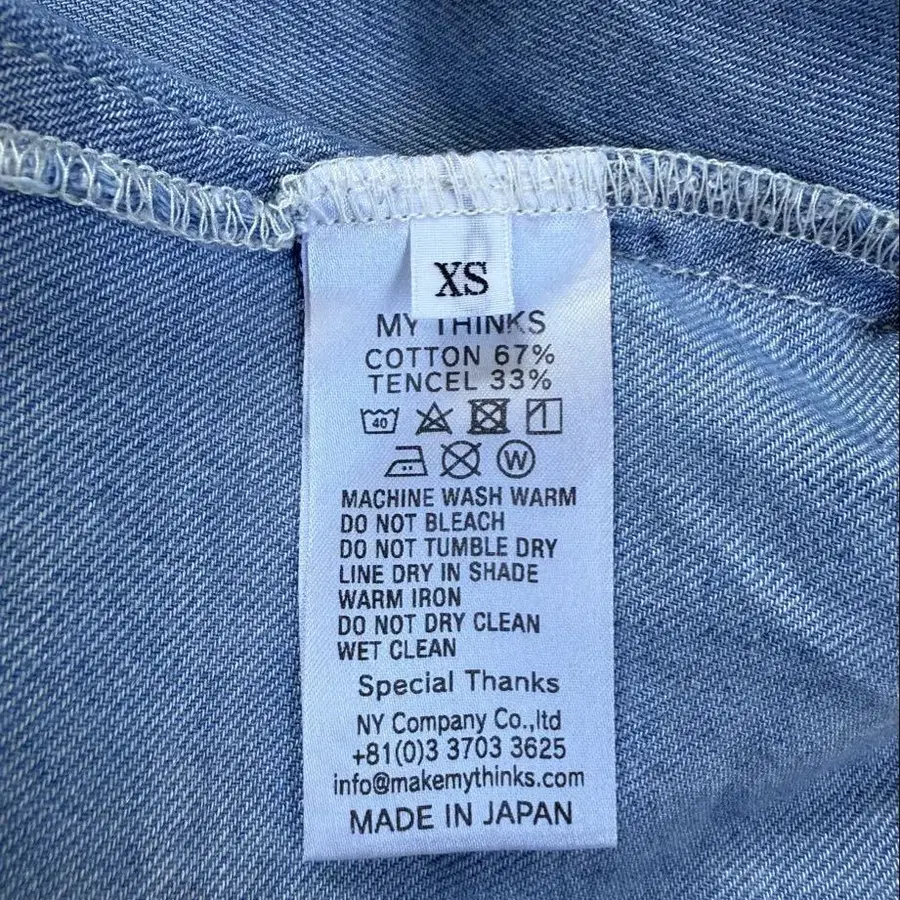 XS
MY THINKS
COTTON 67%
TENCEL 33%
40
W
MACHINE WASH WARM
DO NOT BLEACH
DO NOT TUMBLE DRY
LINE DRY IN SHADE
WARM IRON
DO NOT DRY CLEAN
WET CLEAN
Special Thanks
NY Company Co.,ltd
+81(0)3 3703 3625
info@makemythinks.com
MADE IN JAPAN